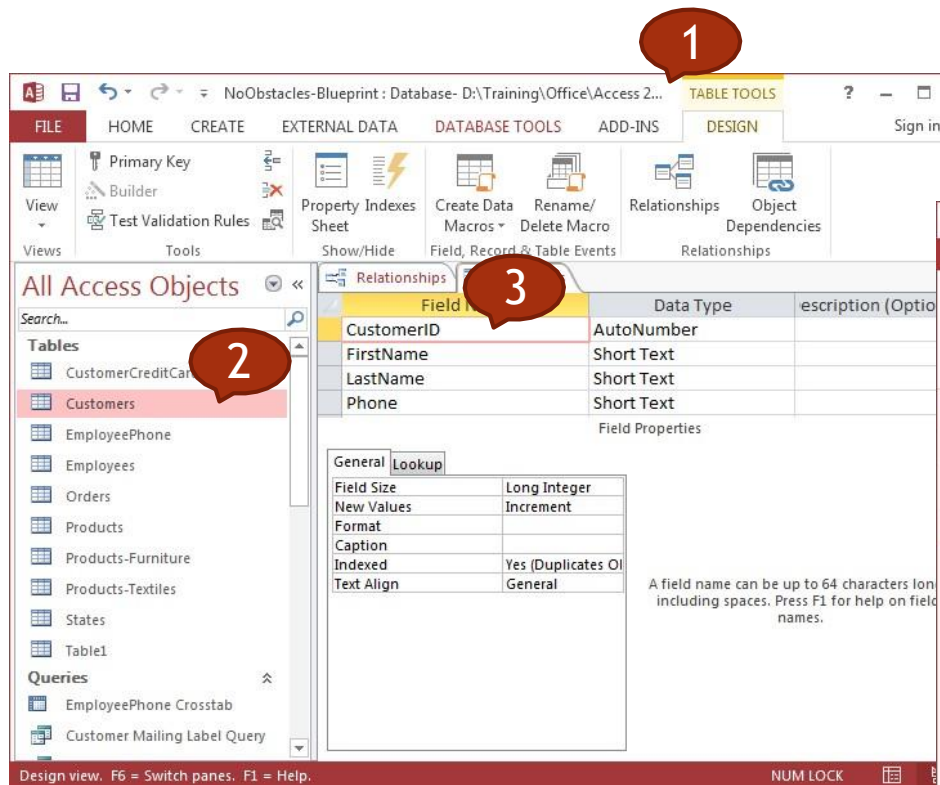 1
NoObstacles-Blueprint : Database- D:\Training\Office\Access 2... TABLE TOOLS ? –
FILE HOME CREATE EXTERNAL DATA DATABASE TOOLS ADD-INS DESIGN Sign in
View
Primary Key
Builder
Test Validation Rules
Property Sheet
Indexes
Create Data Macros
Rename/ Delete Macro
Relationships
Object Dependencies
Views Tools Show/Hide Field, Record & Table Events Relationships
All Access Objects «
Search...
Tables
CustomerCreditCar
2
Customers
EmployeePhone
Employees
Orders
Products
Products-Furniture
Products-Textiles
States
Table1
Queries
EmployeePhone Crosstab
Customer Mailing Label Query
Relationships
3
Field Data Type escription (Optio
CustomerID AutoNumber
FirstName Short Text
LastName Short Text
Phone Short Text
Field Properties
General Lookup
Field Size Long Integer
New Values Increment
Format
Caption
Indexed Yes (Duplicates O
Text Align General
A field name can be up to 64 characters lon
including spaces. Press F1 for help on field
names.
Design view. F6 = Switch panes. F1 = Help. NUM LOCK